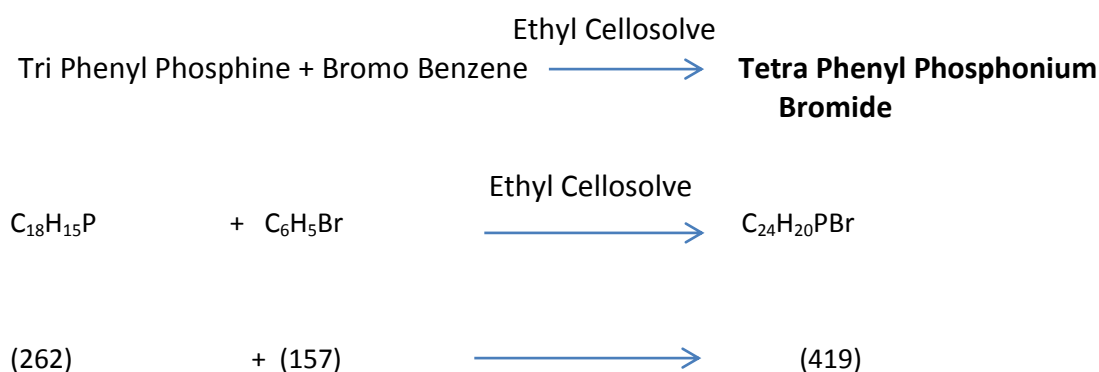 Ethyl Cellosolve
Tri Phenyl Phosphine + Bromo Benzene Tetra Phenyl Phosphonium
Bromide
Ethyl Cellosolve
C₁₈H₁₅P + C₆H₅Br C₂₄H₂₀PBr
(262) + (157) (419)